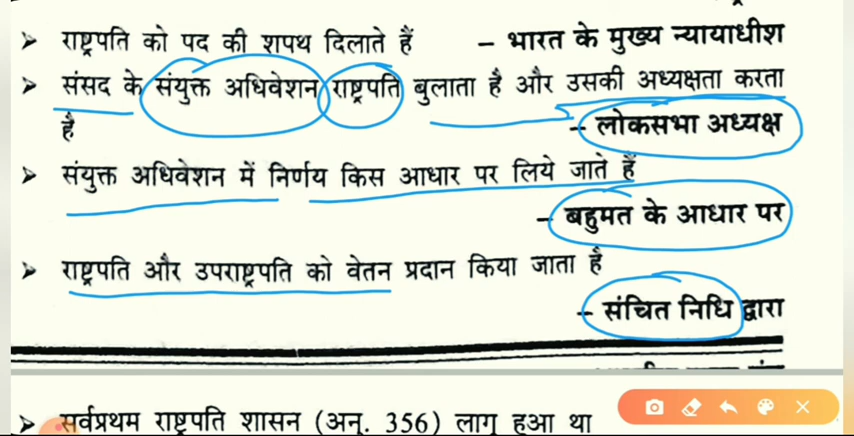 ➢ राष्ट्रपति को पद की शपथ दिलाते हैं – भारत के मुख्य न्यायाधीश
➢ संसद के संयुक्त अधिवेशन राष्ट्रपति बुलाता है और उसकी अध्यक्षता करता
है – लोकसभा अध्यक्ष
➢ संयुक्त अधिवेशन में निर्णय किस आधार पर लिये जाते हैं
– बहुमत के आधार पर
➢ राष्ट्रपति और उपराष्ट्रपति को वेतन प्रदान किया जाता है
– संचित निधि द्वारा
➢ सर्वप्रथम राष्ट्रपति शासन (अनु. 356) लागू हुआ था